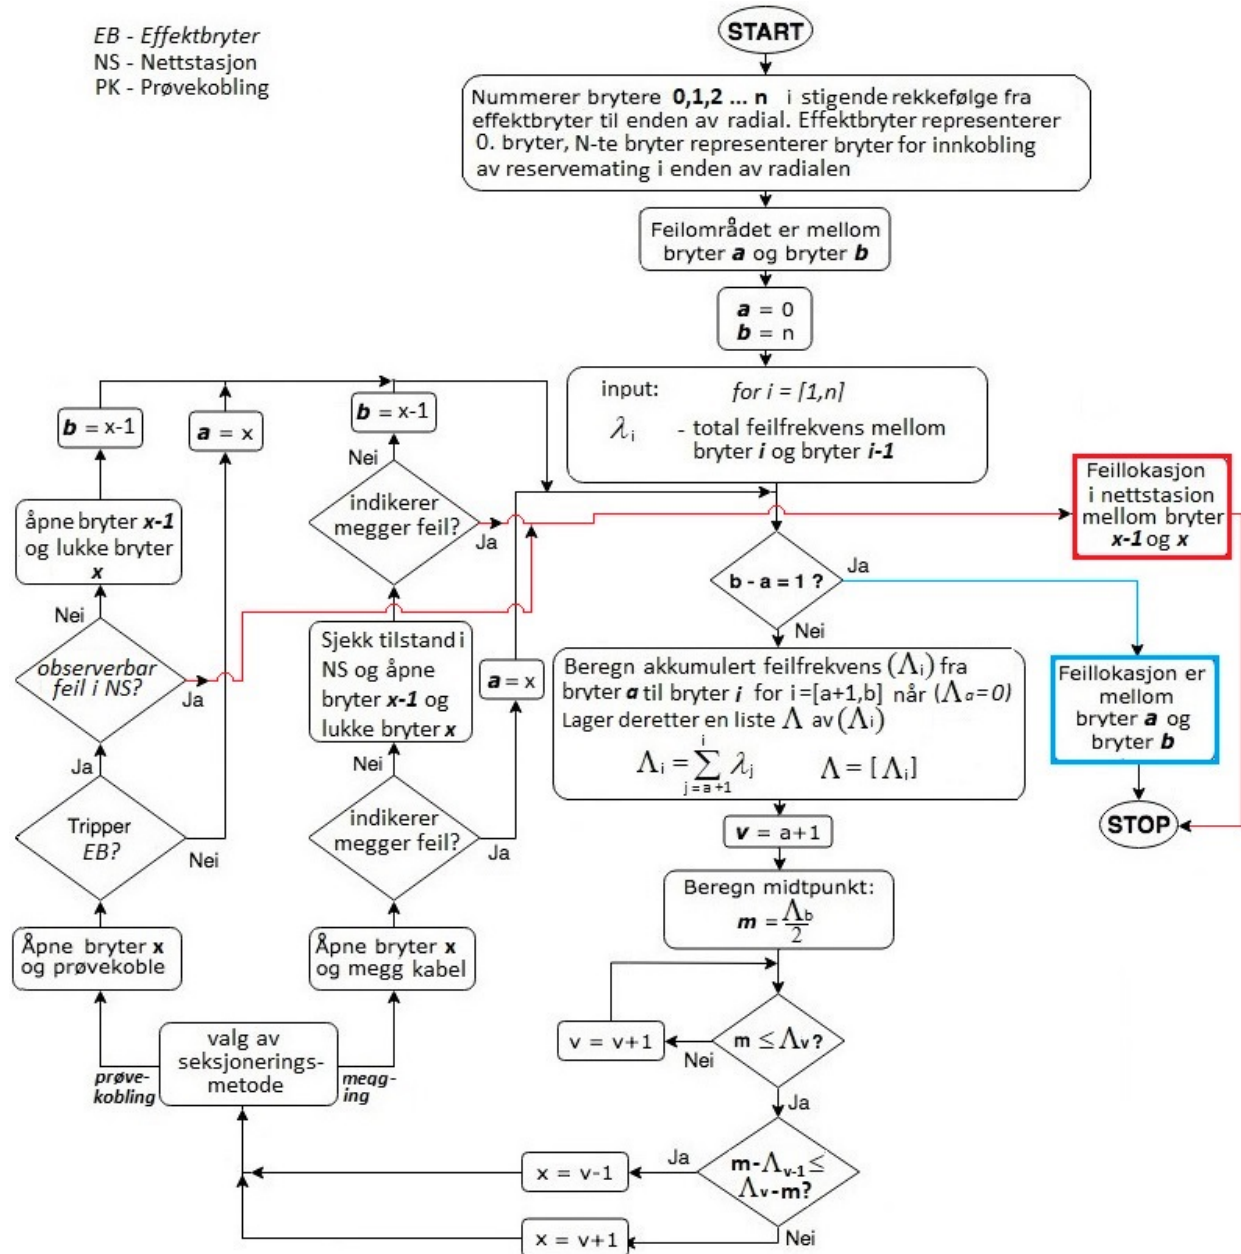 EB - Effektbryter
NS - Nettstasjon
PK - Prøvekobling
START
Nummerer brytere 0,1,2 ... n i stigende rekkefølge fra
effektbryter til enden av radial. Effektbryter representerer
0. bryter, N-te bryter representerer bryter for innkobling
av reservemating i enden av radialen
Feilområdet er mellom
bryter a og bryter b
a = 0
b = n
input: for i = [1,n]
λi - total feilfrekvens mellom
bryter i og bryter i-1
b = x-1
a = x
b = x-1
Nei
indikerer
megger feil?
Ja
Feillokasjon
i nettstasion
mellom bryter
x-1 og x
åpne bryter x-1
og lukke bryter
x
Nei
observerbar
feil i NS?
Ja
Sjekk tilstand i
NS og åpne
bryter x-1 og
lukke bryter x
a = x
b - a = 1 ?
Ja
Nei
Beregn akkumulert feilfrekvens (Λi) fra
bryter a til bryter i for i=[a+1,b] når (Λa=0)
Lager deretter en liste Λ av (Λi)
Λi = ∑ i j=a+1 λj Λ = [Λi]
Feillokasjon er
mellom
bryter a og
bryter b
STOP
Ja
Tripper
EB?
Nei
Nei
indikerer
megger feil?
Ja
v = a+1
Beregn midtpunkt:
m = Λb/2
Åpne bryter x
og prøvekoble
Åpne bryter x
og megg kabel
v = v+1
Nei
m ≤ Λv?
Ja
valg av
seksjonerings-
metode
prøve-
kobling
megg-
ing
x = v-1
Ja
m-Λv-1≤
Λv-m?
Nei
x = v+1